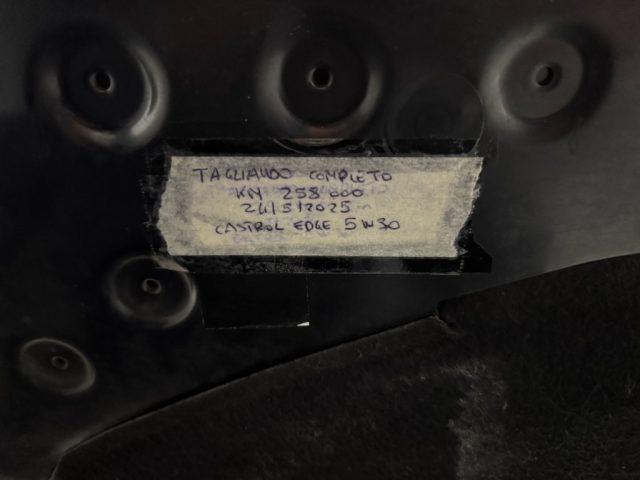 TAGLIANDO COMPLETO
KM 258 000
24/5/2025
CASTROL EDGE 5W30